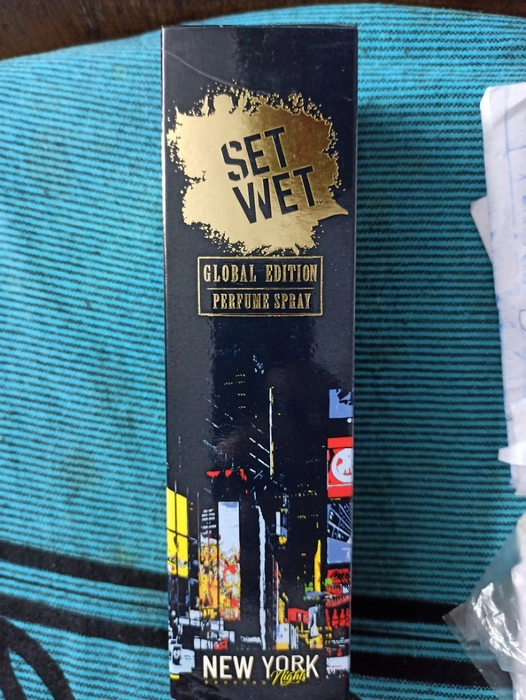 SET
WET
GLOBAL EDITION
PERFUME SPRAY
NEW YORK
Nights